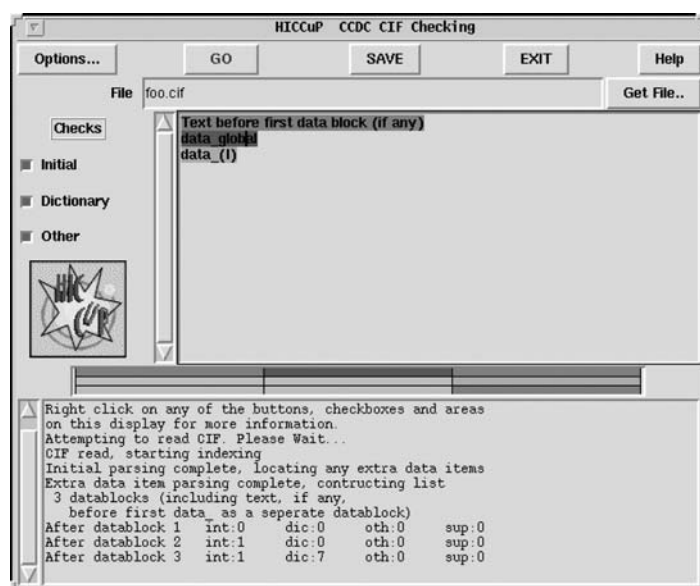 HICCuP CCDC CIF Checking
Options... GO SAVE EXIT Help
File foo.cif Get File..
Checks
Text before first data block (if any)
data_global
data_(I)
Initial
Dictionary
Other
HIC
CUP
Right click on any of the buttons, checkboxes and areas
on this display for more information.
Attempting to read CIF. Please Wait...
CIF read, starting indexing
Initial parsing complete, locating any extra data items
Extra data item parsing complete, contructing list
3 datablocks (including text, if any,
before first data_ as a seperate datablock)
After datablock 1 int:0 dic:0 oth:0 sup:0
After datablock 2 int:1 dic:0 oth:0 sup:0
After datablock 3 int:1 dic:7 oth:0 sup:0